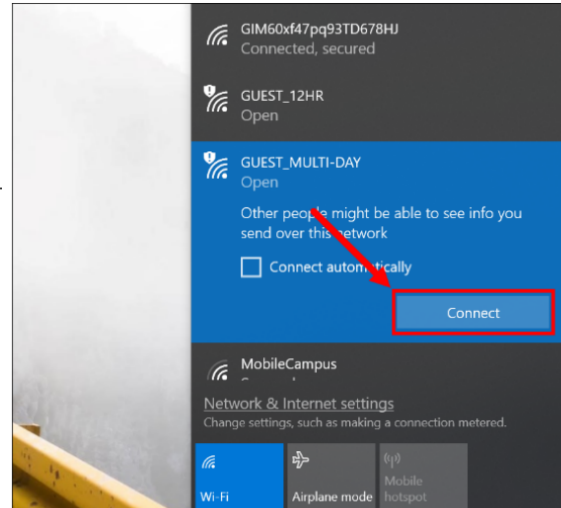 GIM60xf47pq93TD678HJ
Connected, secured
GUEST_12HR
Open
GUEST_MULTI-DAY
Open
Other people might be able to see info you
send over this network
Connect automatically
Connect
MobileCampus
Network & Internet settings
Change settings, such as making a connection metered.
Wi-Fi
Airplane mode
Mobile
hotspot